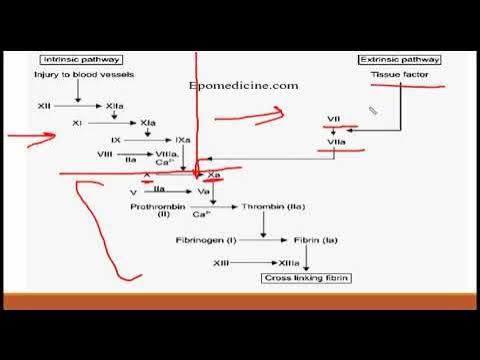 Intrinsic pathway
Extrinsic pathway
Injury to blood vessels
Tissue factor
Epomedicine.com
XII XIIa
XI XIa
VII
IX IXa
VIII VIIIa,
IIa Ca²⁺
VIIa
X Xa
V IIa Va
Prothrombin Thrombin (IIa)
(II) Ca²⁺
Fibrinogen (I) Fibrin (Ia)
XIII XIIIa
Cross linking fibrin